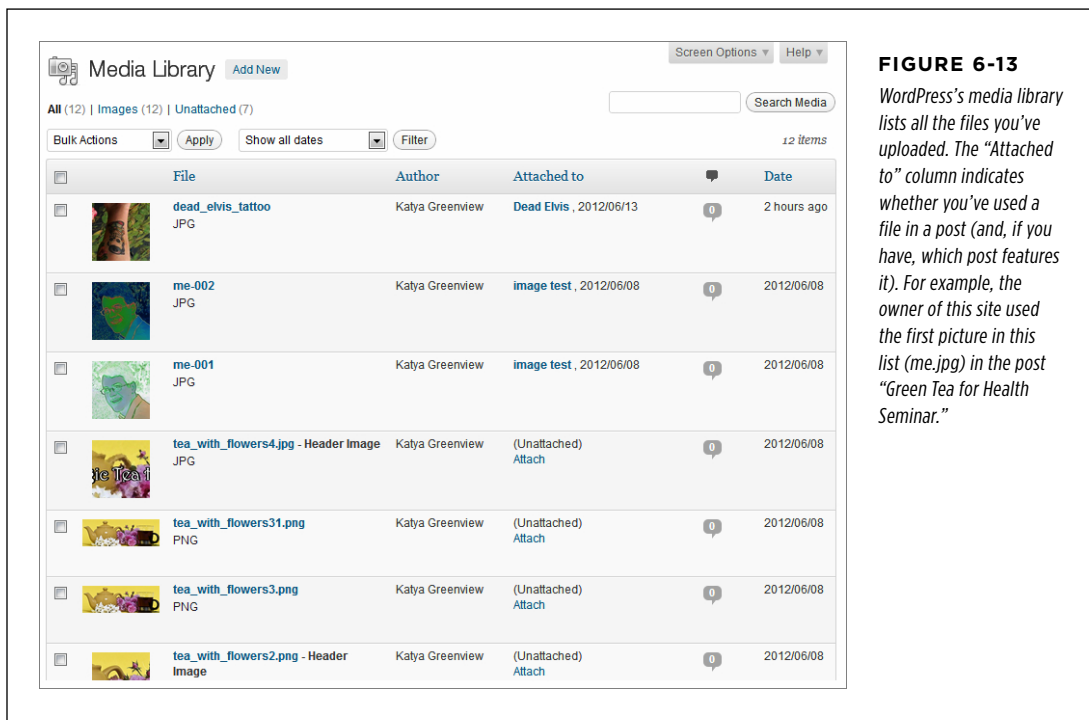 Screen Options
Help
Media Library Add New
All (12) | Images (12) | Unattached (7)
Search Media
Bulk Actions Apply Show all dates Filter
12 items
File Author Attached to Date
dead_elvis_tattoo Katya Greenview Dead Elvis , 2012/06/13 0 2 hours ago
JPG
me-002 Katya Greenview image test , 2012/06/08 0 2012/06/08
JPG
me-001 Katya Greenview image test , 2012/06/08 0 2012/06/08
JPG
tea_with_flowers4.jpg - Header Image Katya Greenview (Unattached) 0 2012/06/08
JPG Attach
tea_with_flowers31.png Katya Greenview (Unattached) 0 2012/06/08
PNG Attach
tea_with_flowers3.png Katya Greenview (Unattached) 0 2012/06/08
PNG Attach
tea_with_flowers2.png - Header Katya Greenview (Unattached) 0 2012/06/08
Image Attach
FIGURE 6-13
WordPress's media library
lists all the files you've
uploaded. The “Attached
to” column indicates
whether you've used a
file in a post (and, if you
have, which post features
it). For example, the
owner of this site used
the first picture in this
list (me.jpg) in the post
“Green Tea for Health
Seminar.”